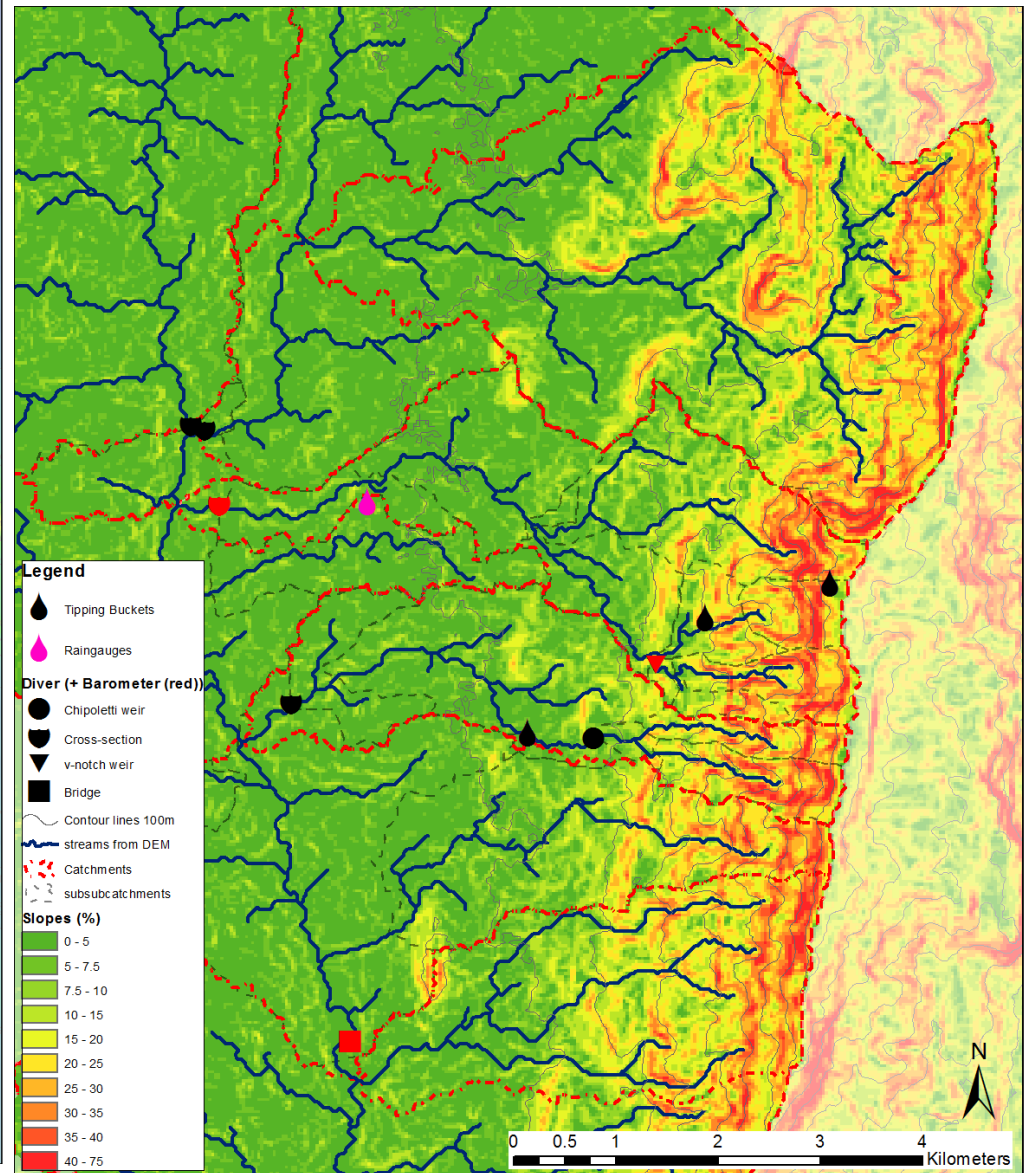 Legend
Tipping Buckets
Raingauges
Diver (+ Barometer (red))
Chipoletti weir
Cross-section
v-notch weir
Bridge
Contour lines 100m
streams from DEM
Catchments
subsubcatchments
Slopes (%)
0 - 5
5 - 7.5
7.5 - 10
10 - 15
15 - 20
20 - 25
25 - 30
30 - 35
35 - 40
40 - 75
N
0 0.5 1 2 3 4
Kilometers